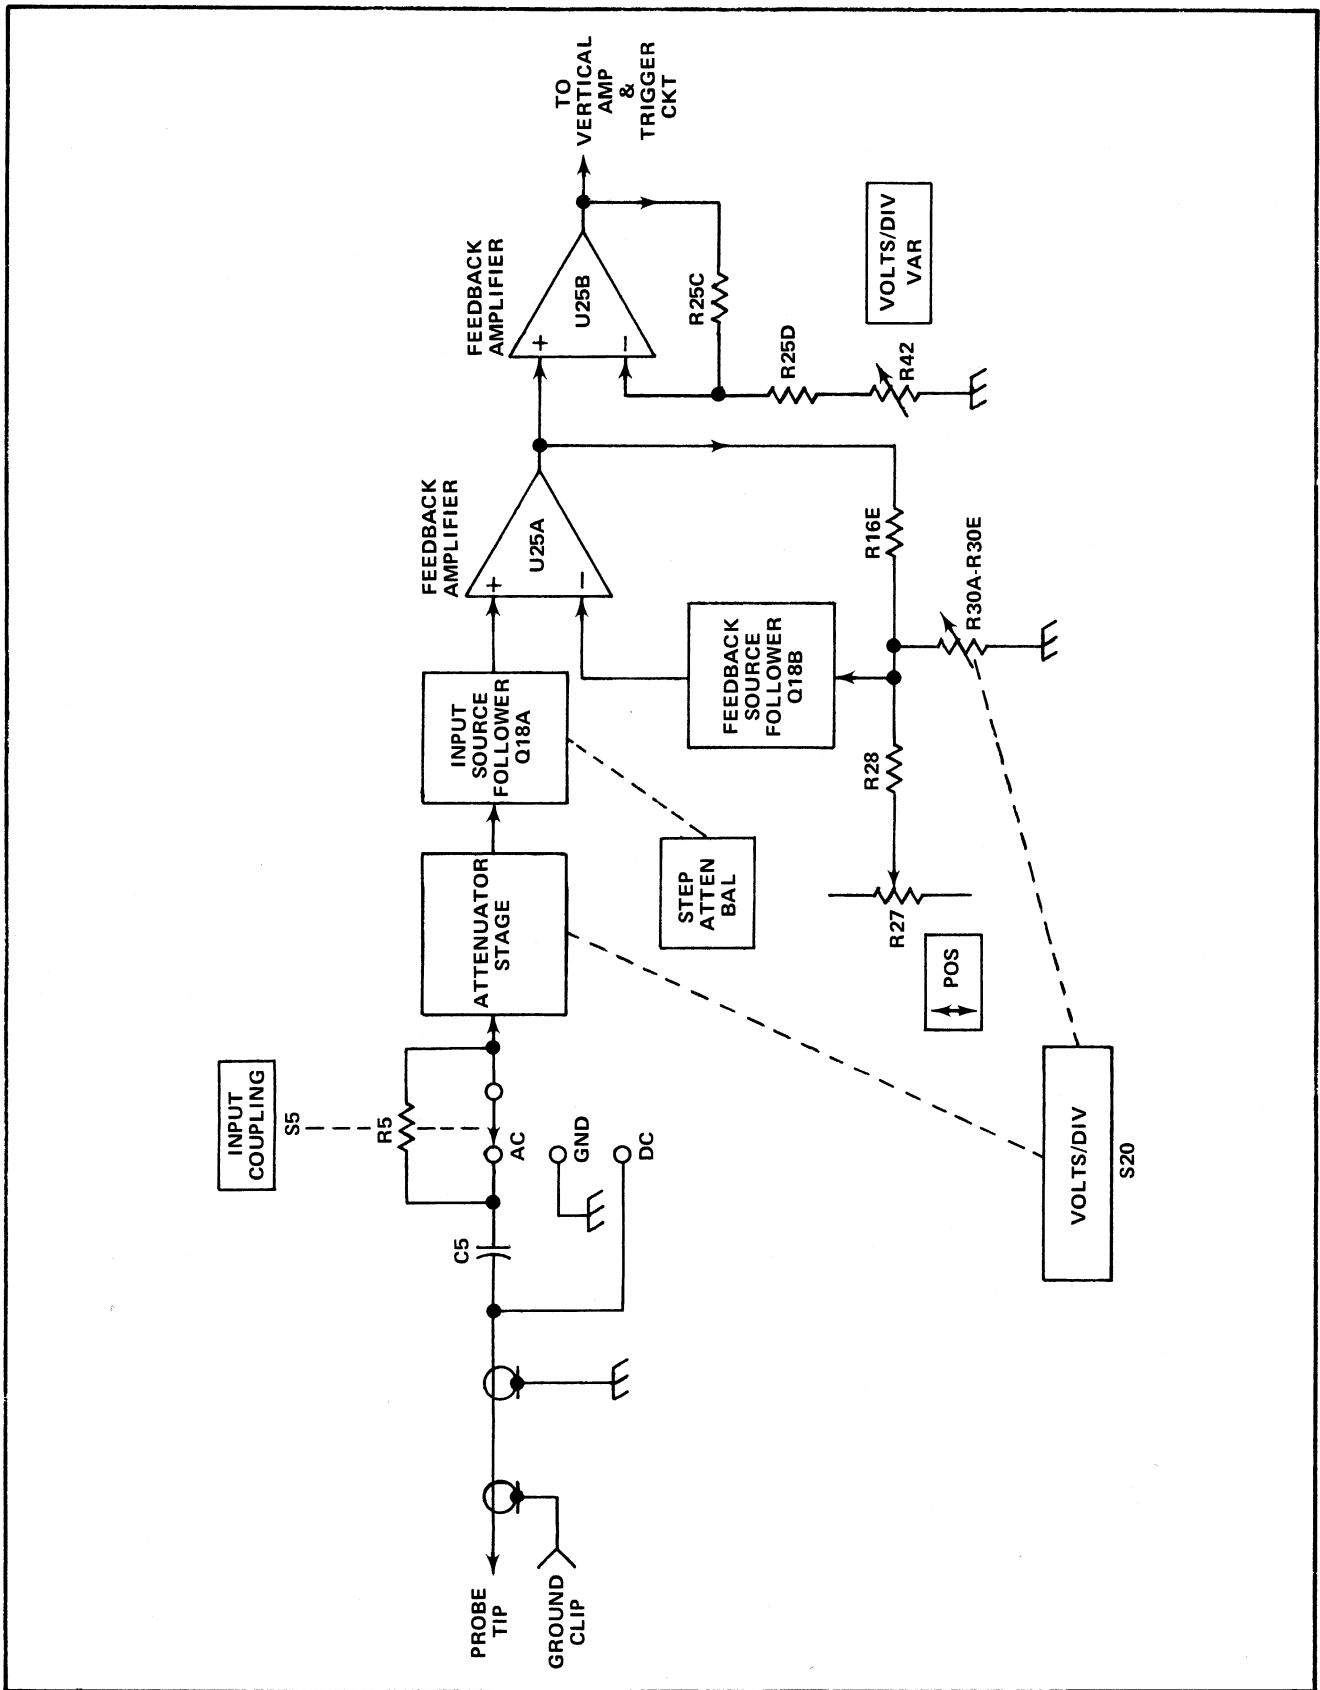 PROBE
TIP
GROUND
CLIP
C5
INPUT
COUPLING
S5
R5
AC
GND
DC
ATTENUATOR
STAGE
INPUT
SOURCE
FOLLOWER
Q18A
STEP
ATTEN
BAL
FEEDBACK
AMPLIFIER
+
−
U25A
FEEDBACK
SOURCE
FOLLOWER
Q18B
R28
R27
POS
R16E
R30A-R30E
VOLTS/DIV
S20
FEEDBACK
AMPLIFIER
+
−
U25B
R25C
R25D
R42
VOLTS/DIV
VAR
TO
VERTICAL
AMP
&
TRIGGER
CKT